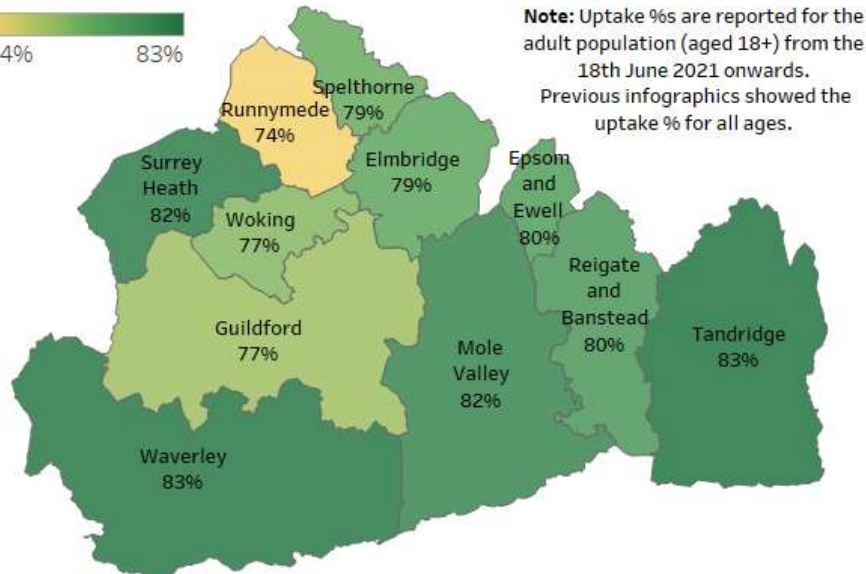 4%
83%
Note: Uptake %s are reported for the
adult population (aged 18+) from the
18th June 2021 onwards.
Previous infographics showed the
uptake % for all ages.
Spelthorne
79%
Runnymede
74%
Elmbridge
79%
Epsom
and
Ewell
80%
Surrey
Heath
82%
Woking
77%
Reigate
and
Banstead
80%
Guildford
77%
Mole
Valley
82%
Tandridge
83%
Waverley
83%